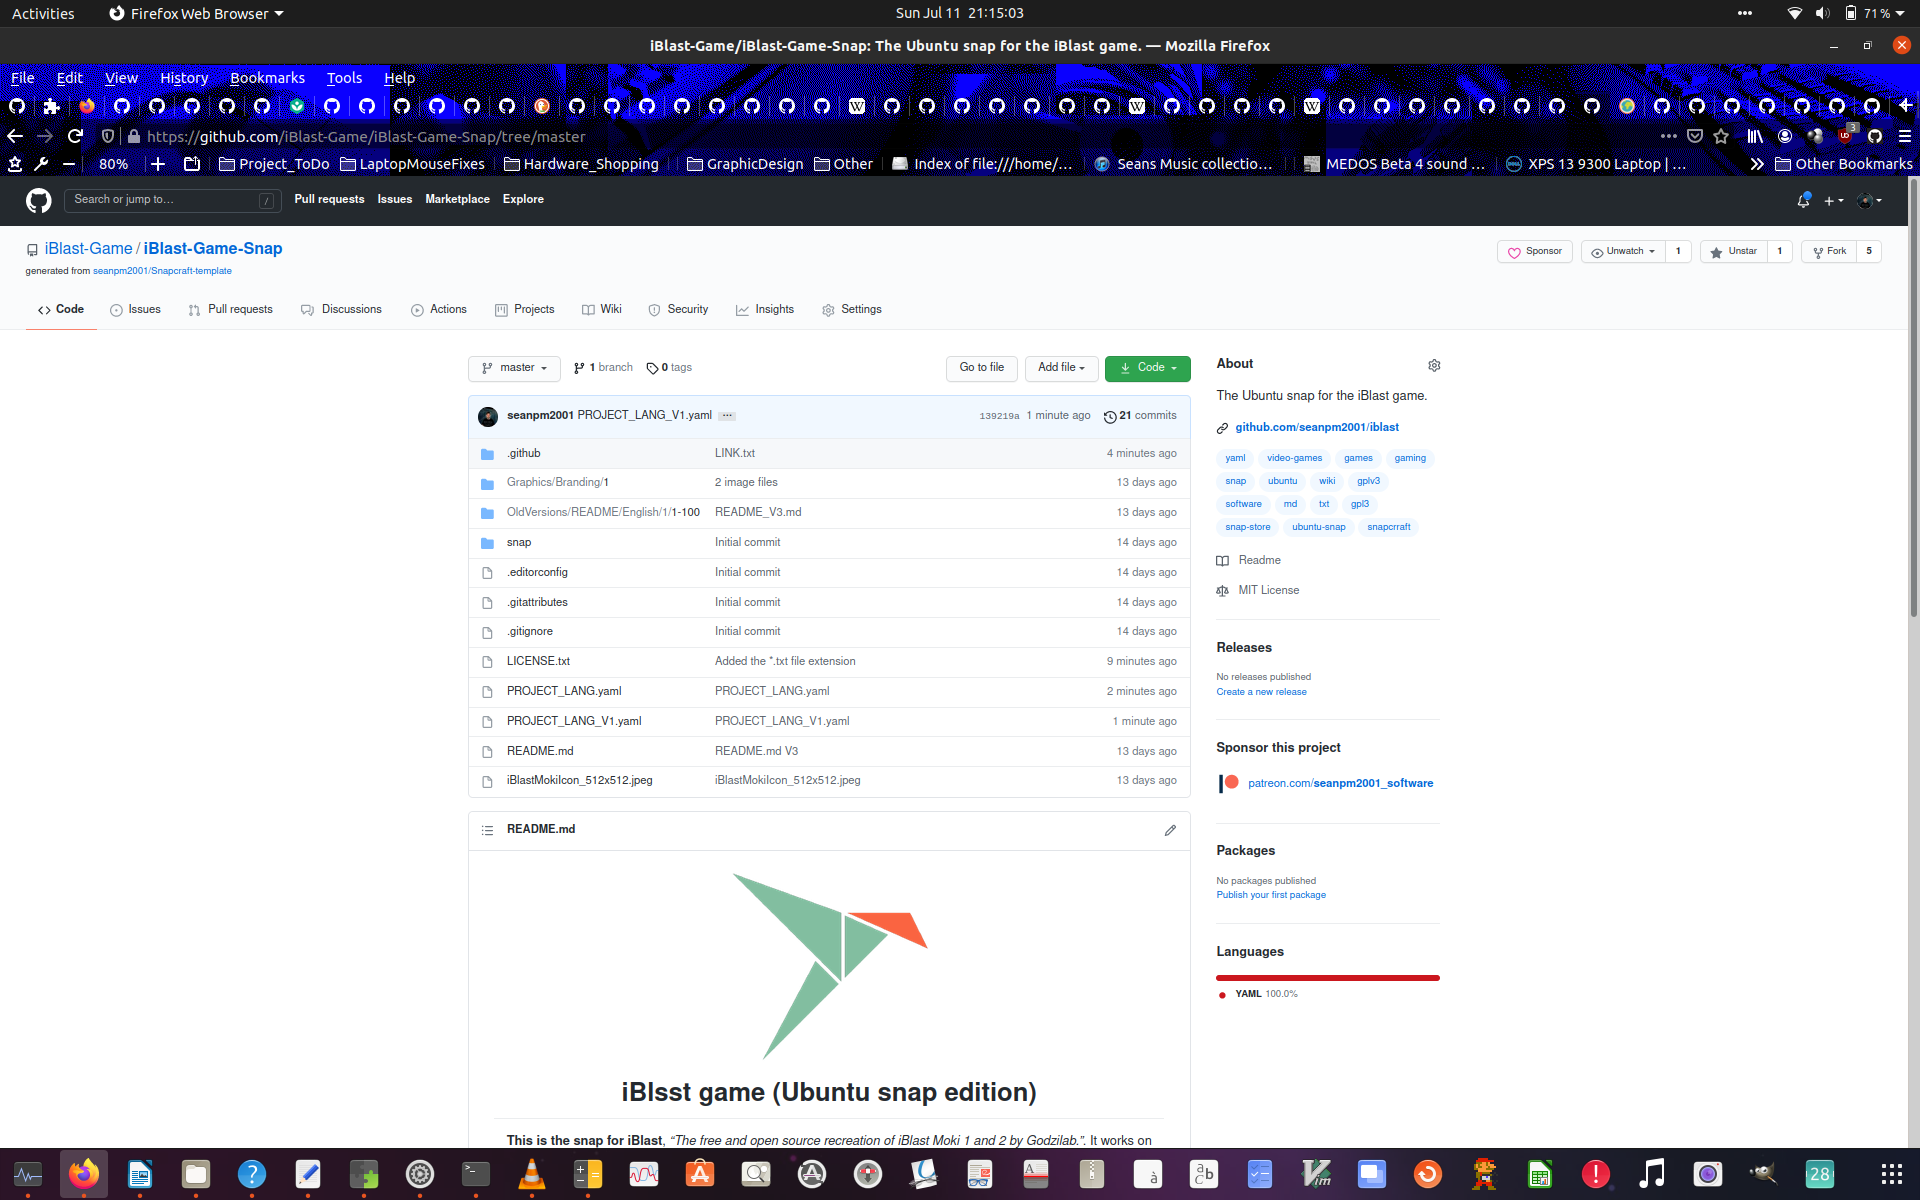 Activities Firefox Web Browser Sun Jul 11 21:15:03 71%
iBlast-Game/iBlast-Game-Snap: The Ubuntu snap for the iBlast game. — Mozilla Firefox
File Edit View History Bookmarks Tools Help
https://github.com/iBlast-Game/iBlast-Game-Snap/tree/master 3
80% Project_ToDo LaptopMouseFixes Hardware_Shopping GraphicDesign Other Index of file:///home/... Seans Music collectio... MEDOS Beta 4 sound ... XPS 13 9300 Laptop | ... Other Bookmarks
Search or jump to... / Pull requests Issues Marketplace Explore
iBlast-Game / iBlast-Game-Snap
Sponsor Unwatch 1 Unstar 1 Fork 5
generated from seanpm2001/Snapcraft-template
Code Issues Pull requests Discussions Actions Projects Wiki Security Insights Settings
master 1 branch 0 tags Go to file Add file Code
seanpm2001 PROJECT_LANG_V1.yaml ... 139219a 1 minute ago 21 commits
.github LINK.txt 4 minutes ago
Graphics/Branding/1 2 image files 13 days ago
OldVersions/README/English/1/1-100 README_V3.md 13 days ago
snap Initial commit 14 days ago
.editorconfig Initial commit 14 days ago
.gitattributes Initial commit 14 days ago
.gitignore Initial commit 14 days ago
LICENSE.txt Added the *.txt file extension 9 minutes ago
PROJECT_LANG.yaml PROJECT_LANG.yaml 2 minutes ago
PROJECT_LANG_V1.yaml PROJECT_LANG_V1.yaml 1 minute ago
README.md README.md V3 13 days ago
iBlastMokiIcon_512x512.jpeg iBlastMokiIcon_512x512.jpeg 13 days ago
README.md
iBlsst game (Ubuntu snap edition)
This is the snap for iBlast, “The free and open source recreation of iBlast Moki 1 and 2 by Godzilab.”. It works on
About
The Ubuntu snap for the iBlast game.
github.com/seanpm2001/iblast
yaml video-games games gaming
snap ubuntu wiki gplv3
software md txt gpl3
snap-store ubuntu-snap snapcrraft
Readme
MIT License
Releases
No releases published
Create a new release
Sponsor this project
patreon.com/seanpm2001_software
Packages
No packages published
Publish your first package
Languages
YAML 100.0%
28